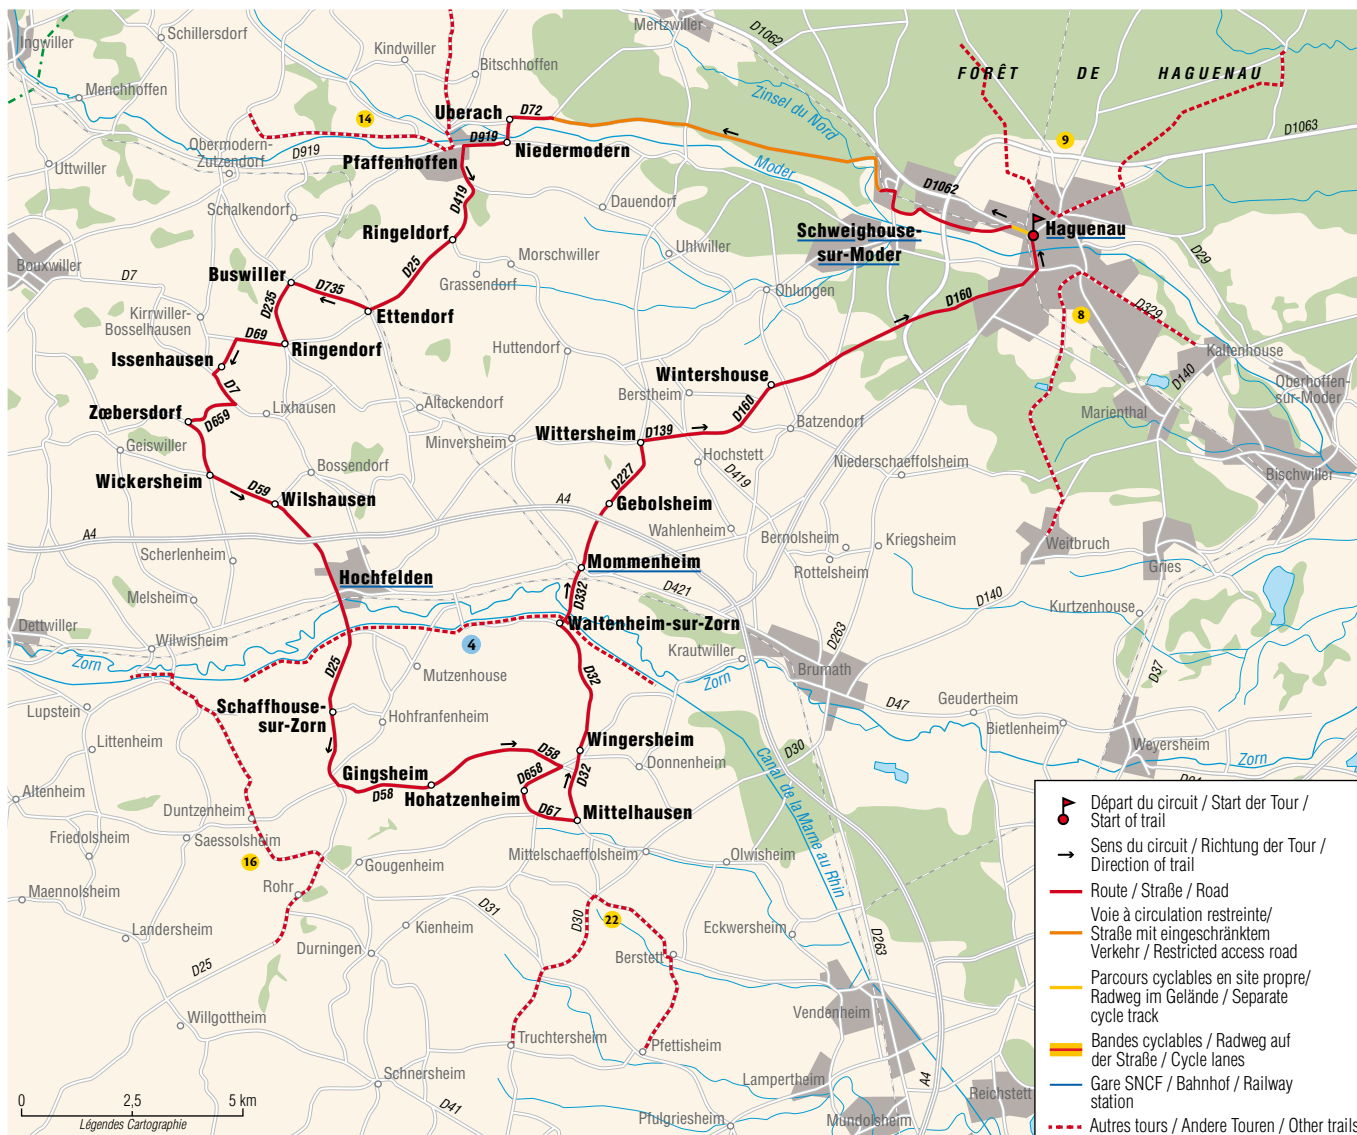 Ingwiller
Schillersdorf
Kindwiller
Mertzwiller
D1062
Menchhoffen
Bitschhoffen
FORÊT DE HAGUENAU
Zinsel du Nord
14
Uberach
D72
D919
Niedermodern
Obermodern-
Zutzendorf
D919
Pfaffenhoffen
9
D1063
Uttwiller
Moder
D1062
D419
Dauendorf
Schalkendorf
Schweighouse-
sur-Moder
Haguenau
Ringeldorf
Uhlwiller
D29
Bouxwiller
D7
Buswiller
D25
Morschwiller
Grassendorf
D735
D235
Ohlungen
D160
D329
8
Kirrwiller-
Bosselhausen
Ettendorf
D69
Ringendorf
Huttendorf
Kaltenhouse
Issenhausen
D7
Wintershouse
D140
Oberhoffen-
sur-Moder
Berstheim
Zœbersdorf
D659
Lixhausen
Alteckendorf
D160
Marienthal
Batzendorf
Geiswiller
Minversheim
Wittersheim
D139
Hochstett
Niederschaeffolsheim
Bischwiller
Bossendorf
D227
D419
Wickersheim
D59
Wilshausen
A4
Gebolsheim
Wahlenheim
A4
Bernolsheim
Kriegsheim
Weitbruch
Scherlenheim
Mommenheim
Rottelsheim
Gries
Hochfelden
D421
D332
D140
Melsheim
Kurtzenhouse
Dettwiller
Waltenheim-sur-Zorn
Wilwisheim
4
D263
Zorn
D25
Krautwiller
D32
Brumath
D37
Mutzenhouse
Zorn
Lupstein
Schaffhouse-
sur-Zorn
Hohfranfenheim
D47
Geudertheim
Bietlenheim
Littenheim
Wingersheim
D30
Weyersheim
D58
Donnenheim
Zorn
Gingsheim
D658
D32
Canal de la Marne au Rhin
Altenheim
D58
Hohatzenheim
D67
Mittelhausen
Duntzenheim
Friedolsheim
Saessolsheim
Mittelschaeffolsheim
Olwisheim
16
Gougenheim
Rohr
Maennolsheim
D31
D30
22
Landersheim
Kienheim
Eckwersheim
D263
Durningen
Berstett
D25
Willgottheim
Vendenheim
Truchtersheim
Pfettisheim
Schnersheim
Lampertheim
A4
Reichstett
D41
Pfulgriesheim
Mundolsheim
0 2,5 5 km
Légendes Cartographie
Départ du circuit / Start der Tour /
Start of trail
Sens du circuit / Richtung der Tour /
Direction of trail
Route / Straße / Road
Voie à circulation restreinte/
Straße mit eingeschränktem
Verkehr / Restricted access road
Parcours cyclables en site propre/
Radweg im Gelände / Separate
cycle track
Bandes cyclables / Radweg auf
der Straße / Cycle lanes
Gare SNCF / Bahnhof / Railway
station
Autres tours / Andere Touren / Other trails